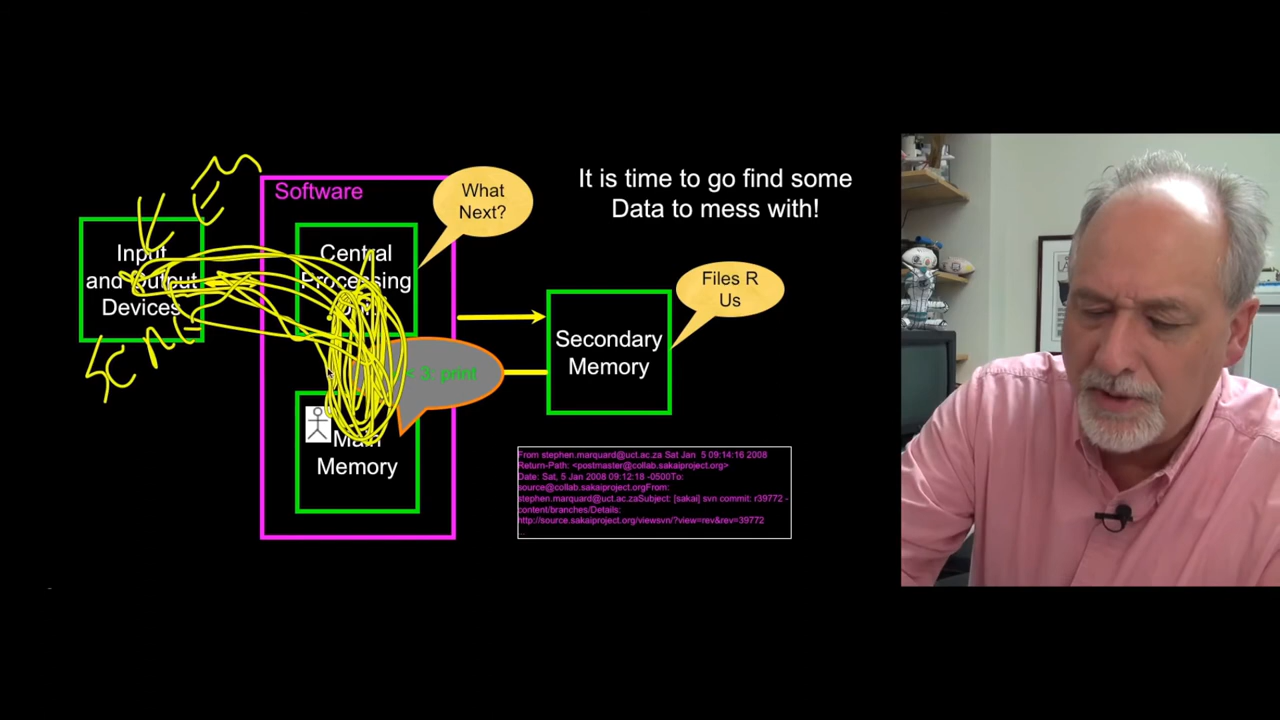 It is time to go find some
Data to mess with!
Software
What
Next?
Input
and Output
Devices
Central
Processing
Files R
Us
Secondary
Memory
< 2: print
Main
Memory
From stephen.marquard@uct.ac.za Sat Jan 5 09:14:16 2008
Return-Path: <postmaster@collab.sakaiproject.org>
Date: Sat, 5 Jan 2008 09:12:18 -0500To:
source@collab.sakaiproject.orgFrom:
stephen.marquard@uct.ac.zaSubject: [sakai] svn commit: r39772 -
content/branches/Details:
http://source.sakaiproject.org/viewsvn/?view=rev&rev=39772
...